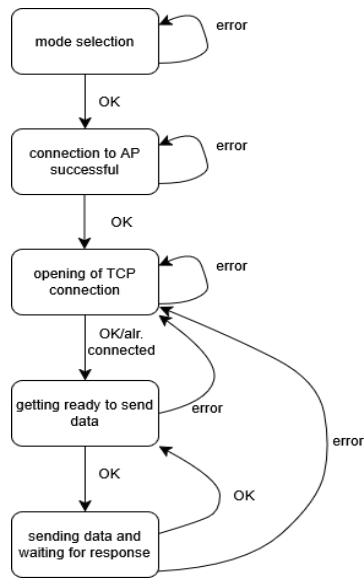 mode selection
error
OK
connection to AP
successful
error
OK
opening of TCP
connection
error
OK/alr.
connected
getting ready to send
data
error
error
OK
OK
sending data and
waiting for response